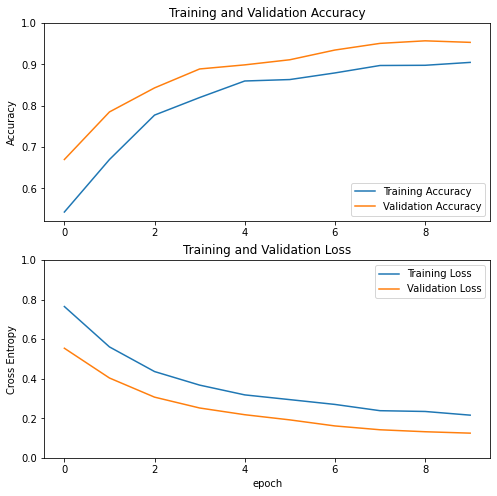 Training and Validation Accuracy
1.0
0.9
0.8
0.7
0.6
Accuracy
Training Accuracy
Validation Accuracy
0 2 4 6 8
Training and Validation Loss
1.0
0.8
0.6
0.4
0.2
0.0
Cross Entropy
Training Loss
Validation Loss
0 2 4 6 8
epoch